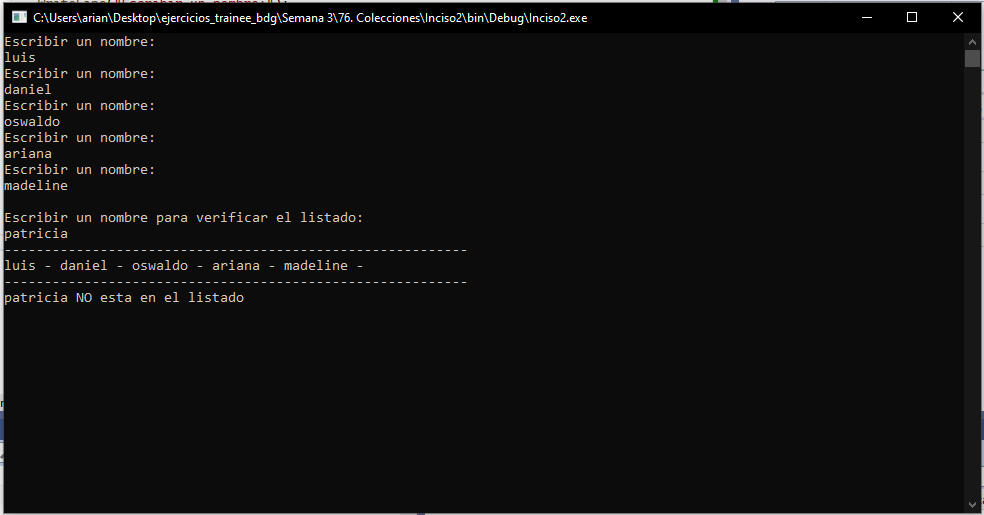 C:\Users\arian\Desktop\ejercicios_trainee_bdg\Semana 3\76. Colecciones\Inciso2\bin\Debug\Inciso2.exe
Escribir un nombre:
luis
Escribir un nombre:
daniel
Escribir un nombre:
oswaldo
Escribir un nombre:
ariana
Escribir un nombre:
madeline
Escribir un nombre para verificar el listado:
patricia
----------------------------------------------------------
luis - daniel - oswaldo - ariana - madeline -
----------------------------------------------------------
patricia NO esta en el listado